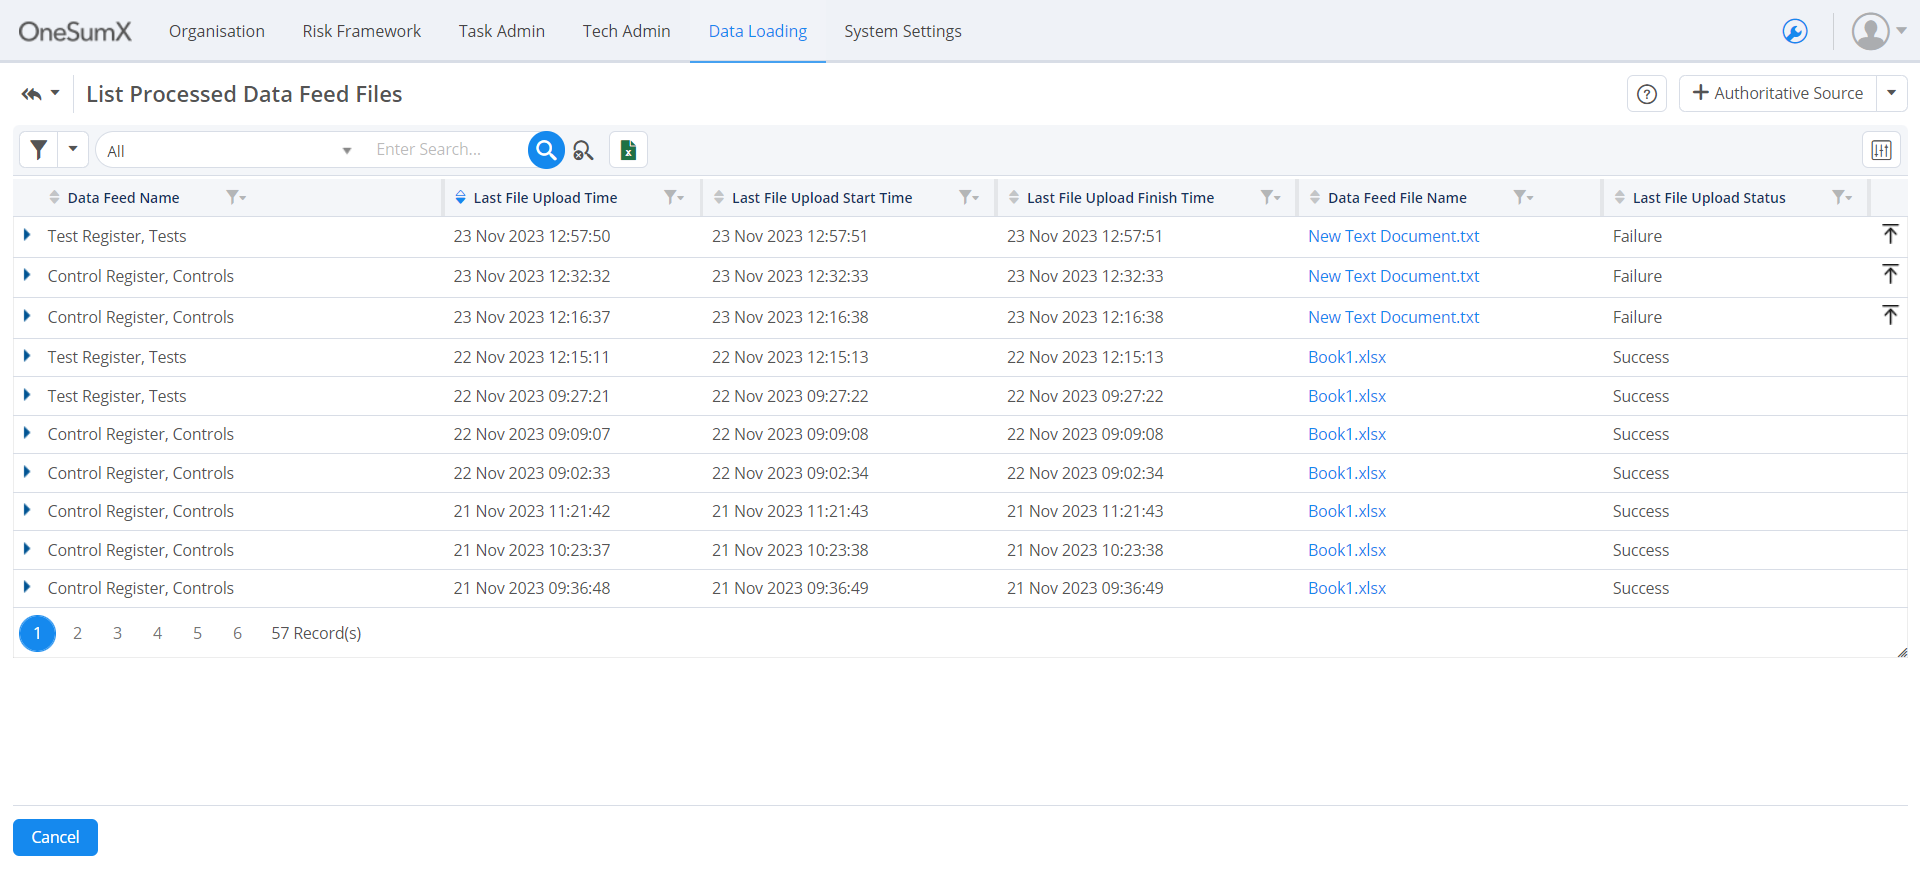 OneSumX Organisation Risk Framework Task Admin Tech Admin Data Loading System Settings
List Processed Data Feed Files ? Authoritative Source
All Enter Search...
Data Feed Name Last File Upload Time Last File Upload Start Time Last File Upload Finish Time Data Feed File Name Last File Upload Status
Test Register, Tests 23 Nov 2023 12:57:50 23 Nov 2023 12:57:51 23 Nov 2023 12:57:51 New Text Document.txt Failure
Control Register, Controls 23 Nov 2023 12:32:32 23 Nov 2023 12:32:33 23 Nov 2023 12:32:33 New Text Document.txt Failure
Control Register, Controls 23 Nov 2023 12:16:37 23 Nov 2023 12:16:38 23 Nov 2023 12:16:38 New Text Document.txt Failure
Test Register, Tests 22 Nov 2023 12:15:11 22 Nov 2023 12:15:13 22 Nov 2023 12:15:13 Book1.xlsx Success
Test Register, Tests 22 Nov 2023 09:27:21 22 Nov 2023 09:27:22 22 Nov 2023 09:27:22 Book1.xlsx Success
Control Register, Controls 22 Nov 2023 09:09:07 22 Nov 2023 09:09:08 22 Nov 2023 09:09:08 Book1.xlsx Success
Control Register, Controls 22 Nov 2023 09:02:33 22 Nov 2023 09:02:34 22 Nov 2023 09:02:34 Book1.xlsx Success
Control Register, Controls 21 Nov 2023 11:21:42 21 Nov 2023 11:21:43 21 Nov 2023 11:21:43 Book1.xlsx Success
Control Register, Controls 21 Nov 2023 10:23:37 21 Nov 2023 10:23:38 21 Nov 2023 10:23:38 Book1.xlsx Success
Control Register, Controls 21 Nov 2023 09:36:48 21 Nov 2023 09:36:49 21 Nov 2023 09:36:49 Book1.xlsx Success
1 2 3 4 5 6 57 Record(s)
Cancel